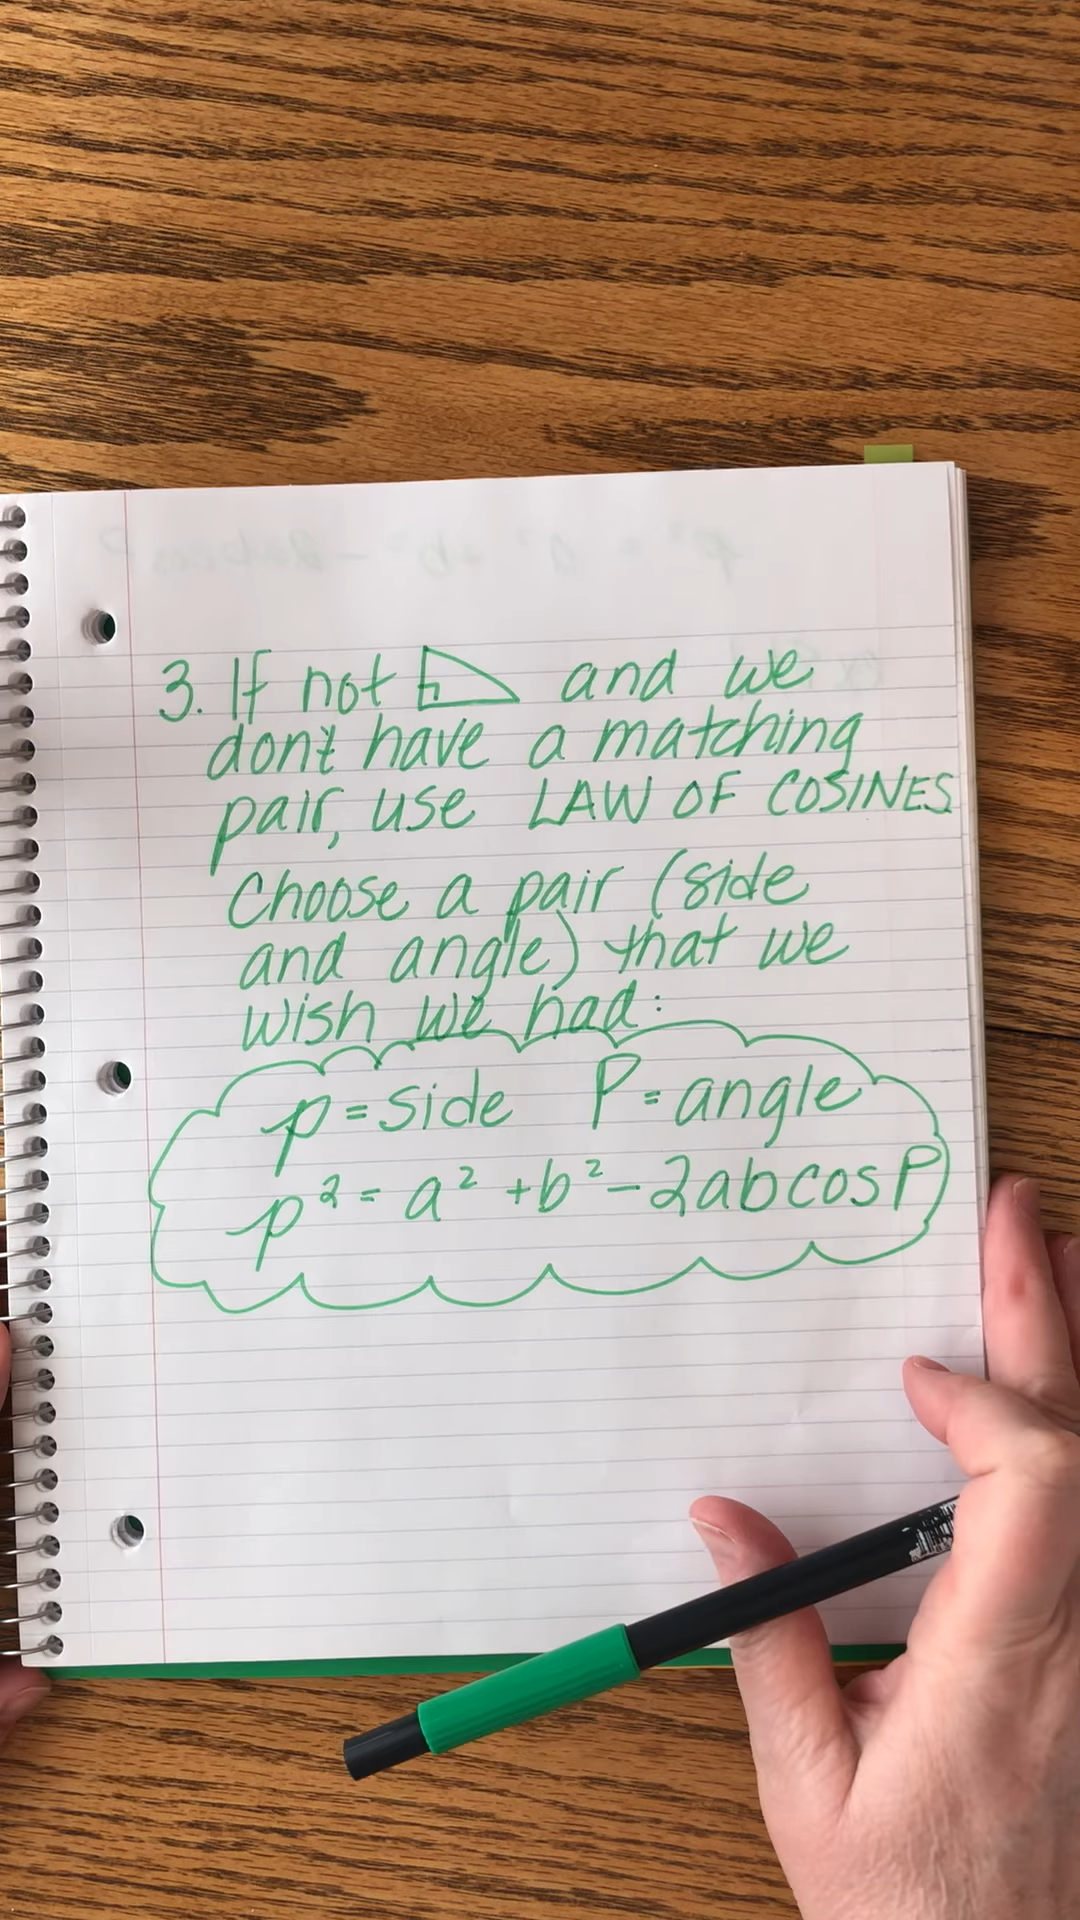 3. If not and we
don't have a matching
pair, use LAW OF COSINES
Choose a pair (side
and angle) that we
wish we had:
p = side P = angle
p² = a² + b² - 2abcosP